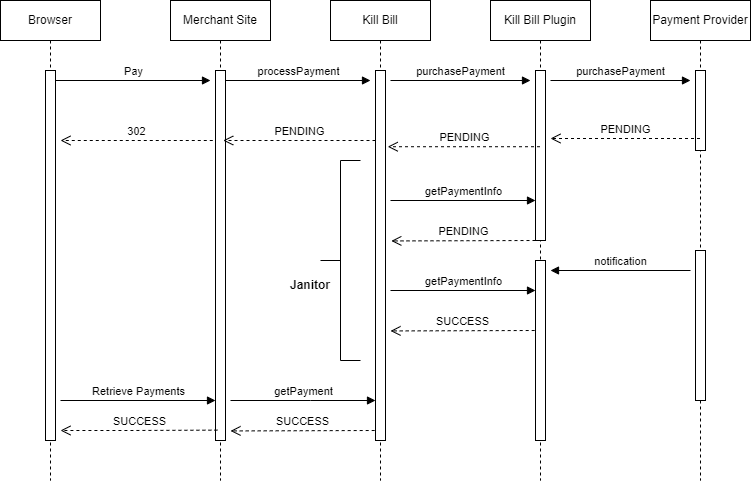 Browser
Merchant Site
Kill Bill
Kill Bill Plugin
Payment Provider
Pay
processPayment
purchasePayment
purchasePayment
302
PENDING
PENDING
PENDING
getPaymentInfo
PENDING
notification
Janitor
getPaymentInfo
SUCCESS
Retrieve Payments
getPayment
SUCCESS
SUCCESS